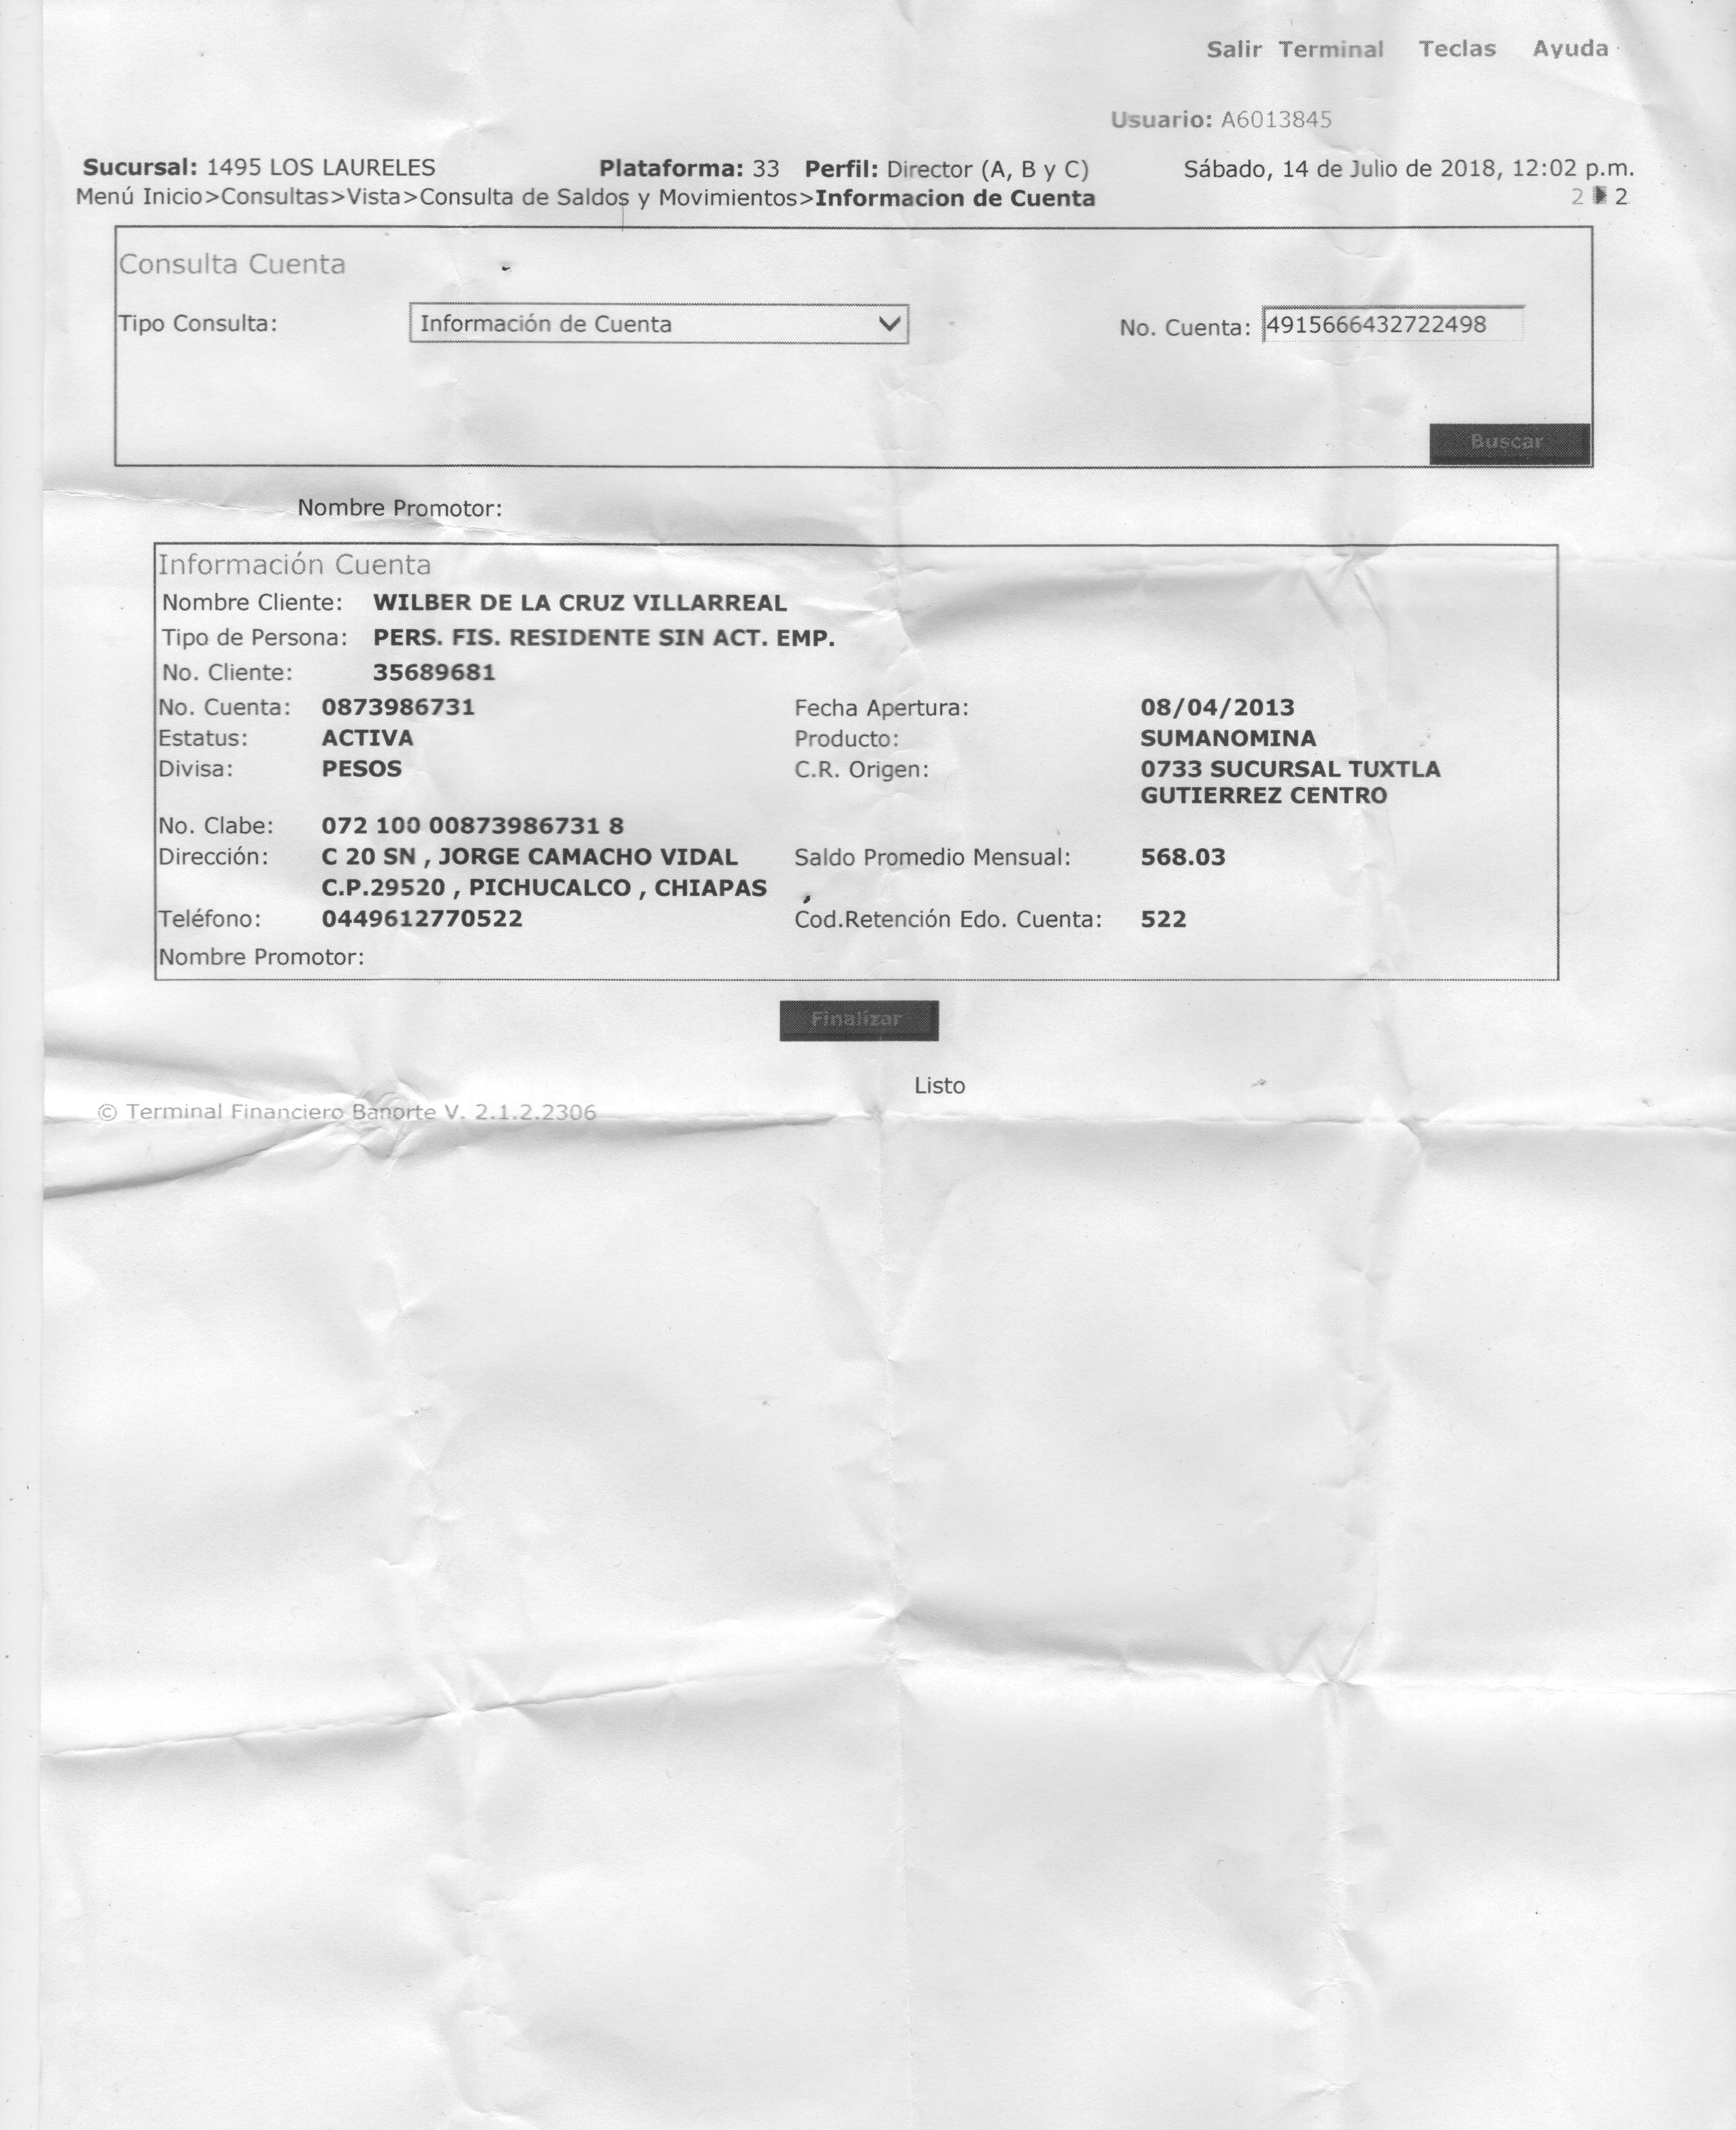 Salir Terminal Teclas Ayuda
Usuario: A6013845
Sucursal: 1495 LOS LAURELES Plataforma: 33 Perfil: Director (A, B y C) Sábado, 14 de Julio de 2018, 12:02 p.m.
Menú Inicio>Consultas>Vista>Consulta de Saldos y Movimientos>Informacion de Cuenta 2 2
Consulta Cuenta
Tipo Consulta: Información de Cuenta No. Cuenta: 4915666432722498
Buscar
Nombre Promotor:
Información Cuenta
Nombre Cliente: WILBER DE LA CRUZ VILLARREAL
Tipo de Persona: PERS. FIS. RESIDENTE SIN ACT. EMP.
No. Cliente: 35689681
No. Cuenta: 0873986731 Fecha Apertura: 08/04/2013
Estatus: ACTIVA Producto: SUMANOMINA
Divisa: PESOS C.R. Origen: 0733 SUCURSAL TUXTLA
GUTIERREZ CENTRO
No. Clabe: 072 100 00873986731 8
Dirección: C 20 SN , JORGE CAMACHO VIDAL Saldo Promedio Mensual: 568.03
C.P.29520 , PICHUCALCO , CHIAPAS
Teléfono: 0449612770522 Cod.Retención Edo. Cuenta: 522
Nombre Promotor:
Finalizar
Listo
© Terminal Financiero Banorte V. 2.1.2.2306